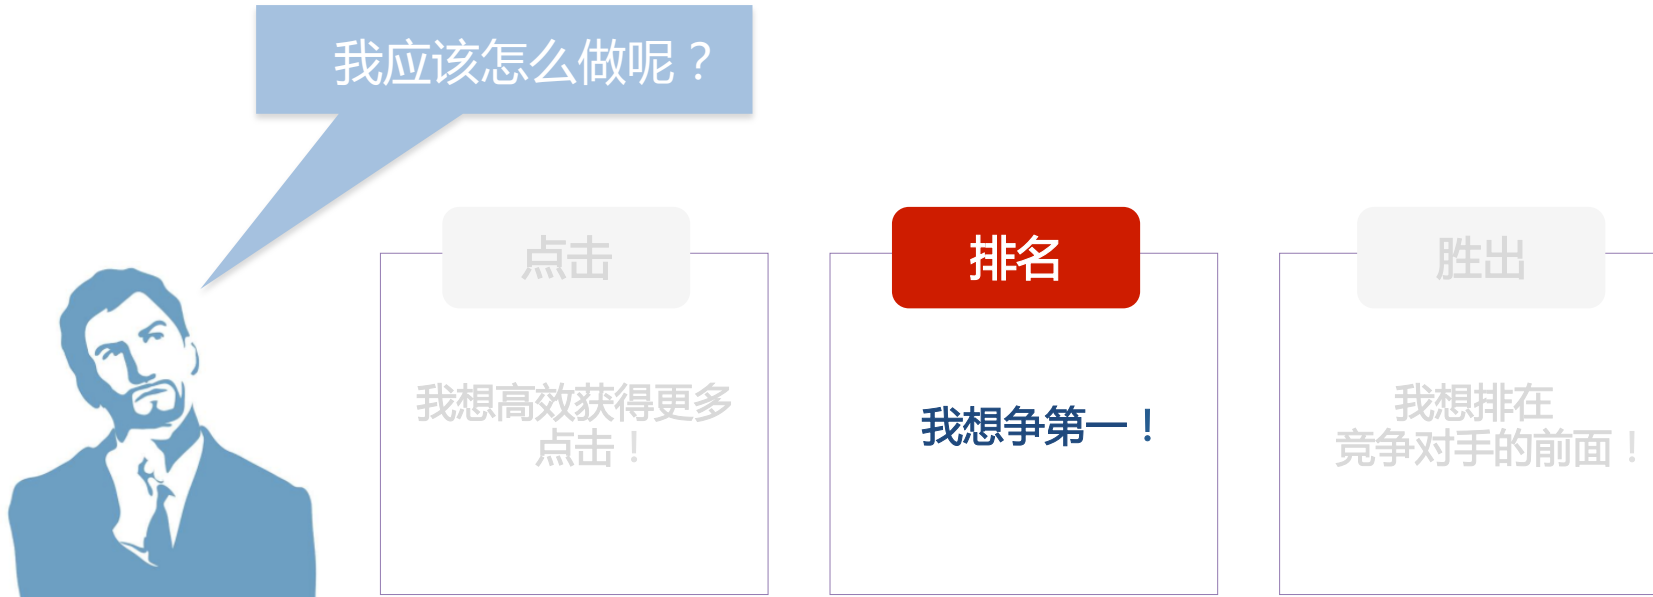 我应该怎么做呢？
点击
我想高效获得更多
点击！
排名
我想争第一！
胜出
我想排在
竞争对手的前面！